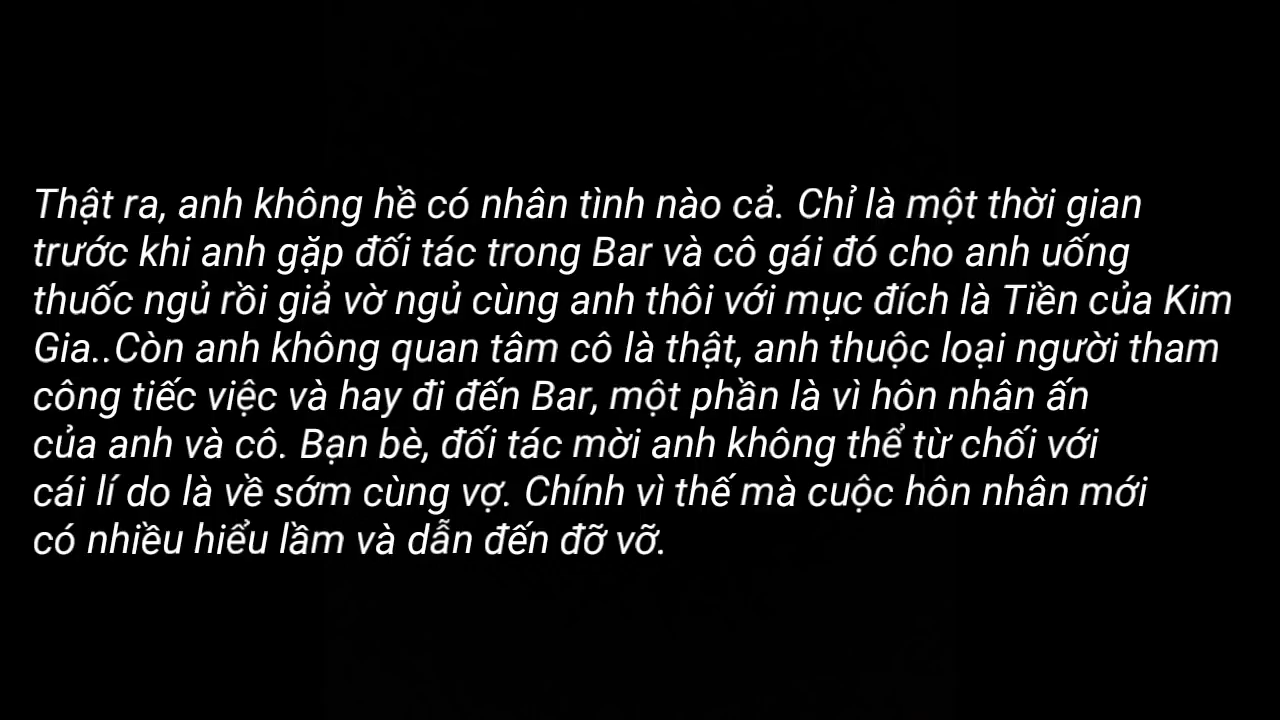 Thật ra, anh không hề có nhân tình nào cả. Chỉ là một thời gian
trước khi anh gặp đối tác trong Bar và cô gái đó cho anh uống
thuốc ngủ rồi giả vờ ngủ cùng anh thôi với mục đích là Tiền của Kim
Gia..Còn anh không quan tâm cô là thật, anh thuộc loại người tham
công tiếc việc và hay đi đến Bar, một phần là vì hôn nhân ấn
của anh và cô. Bạn bè, đối tác mời anh không thể từ chối với
cái lí do là về sớm cùng vợ. Chính vì thế mà cuộc hôn nhân mới
có nhiều hiểu lầm và dẫn đến đỡ vỡ.